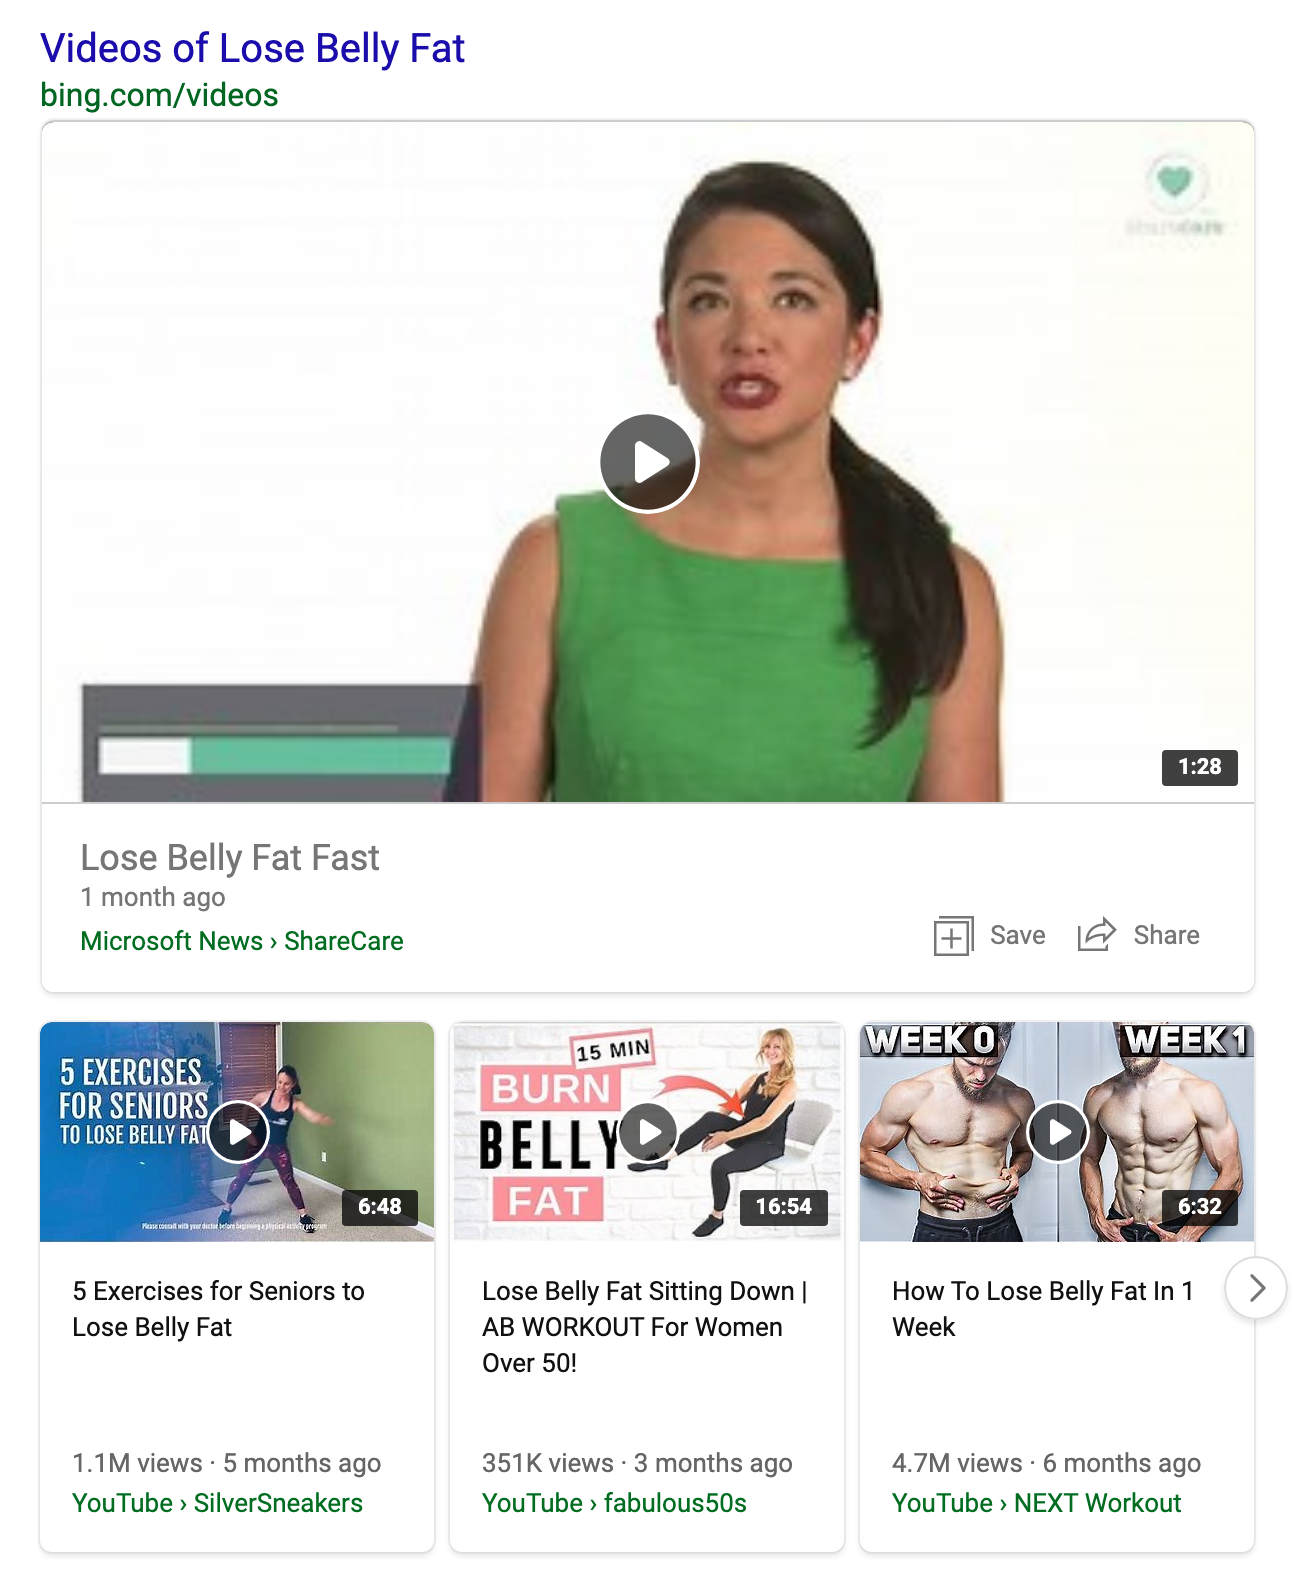 Videos of Lose Belly Fat
bing.com/videos
sharecare
1:28
Lose Belly Fat Fast
1 month ago
Microsoft News › ShareCare
Save
Share
5 EXERCISES
FOR SENIORS
TO LOSE BELLY FAT
Please consult with your doctor before beginning a physical activity program
6:48
5 Exercises for Seniors to
Lose Belly Fat
1.1M views · 5 months ago
YouTube › SilverSneakers
15 MIN
BURN
BELLY
FAT
16:54
Lose Belly Fat Sitting Down |
AB WORKOUT For Women
Over 50!
351K views · 3 months ago
YouTube › fabulous50s
WEEK 0
WEEK 1
6:32
How To Lose Belly Fat In 1
Week
4.7M views · 6 months ago
YouTube › NEXT Workout